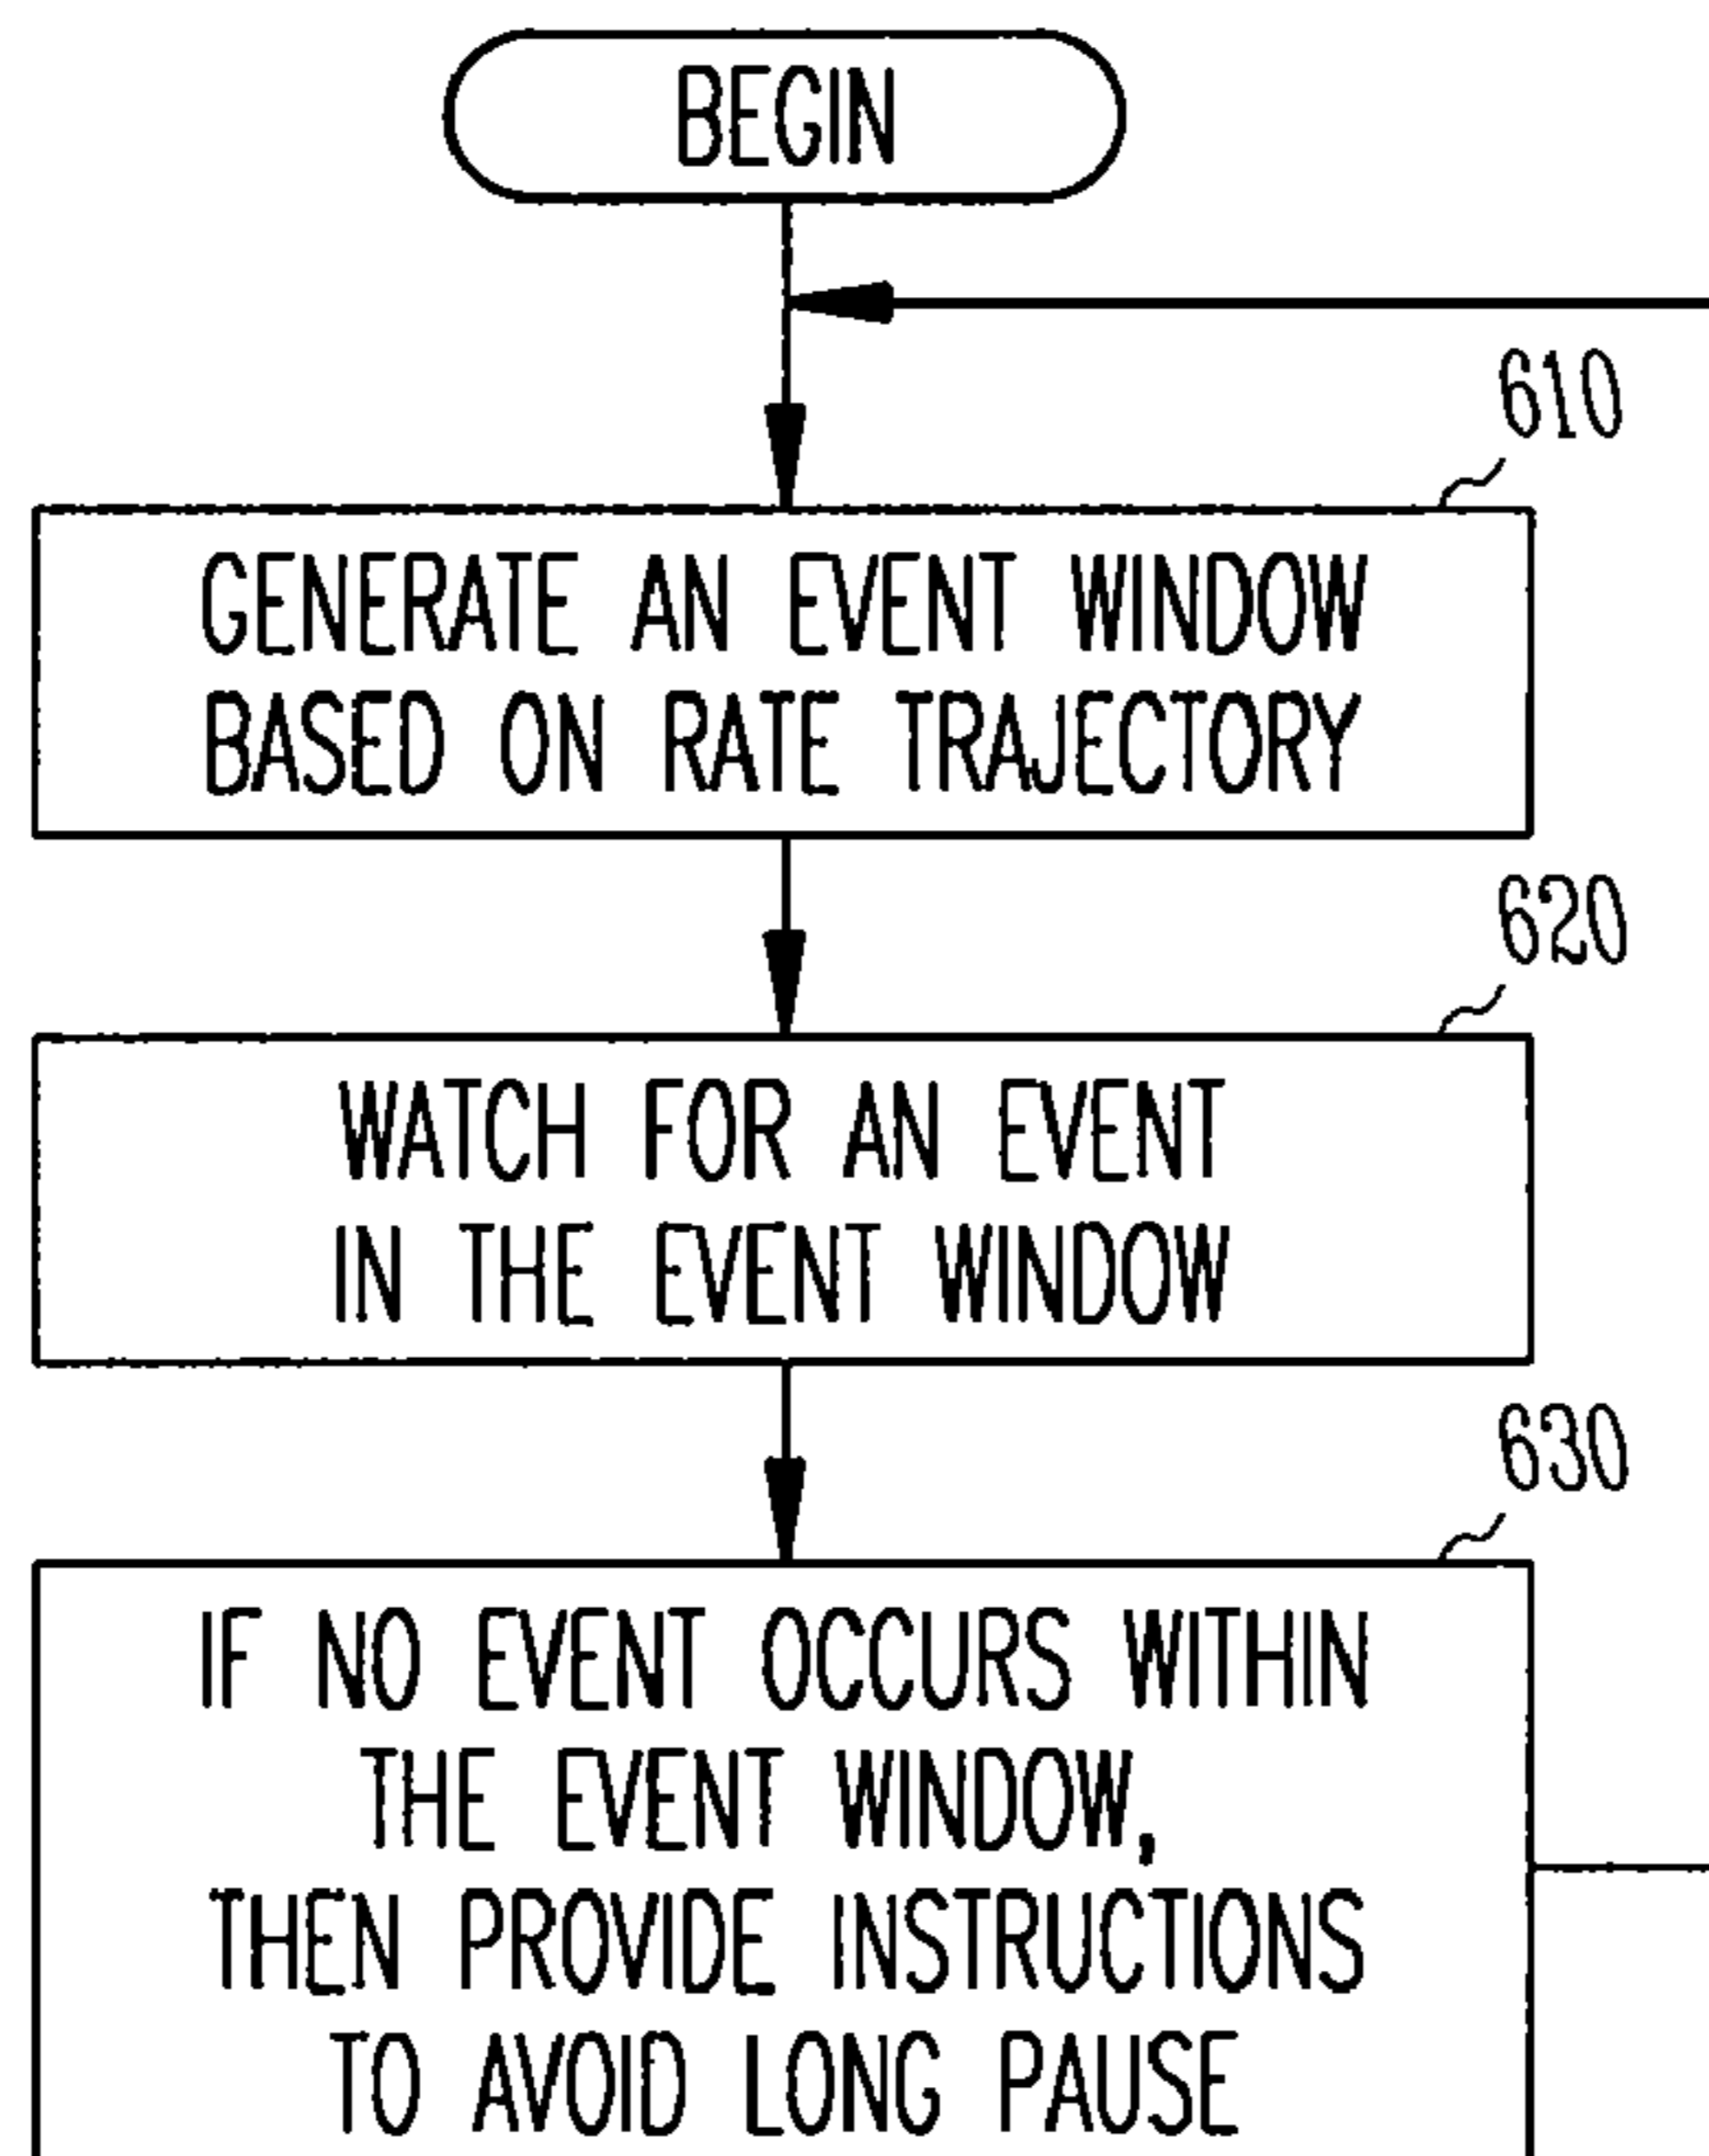 BEGIN
610
GENERATE AN EVENT WINDOW
BASED ON RATE TRAJECTORY
620
WATCH FOR AN EVENT
IN THE EVENT WINDOW
630
IF NO EVENT OCCURS WITHIN
THE EVENT WINDOW,
THEN PROVIDE INSTRUCTIONS
TO AVOID LONG PAUSE